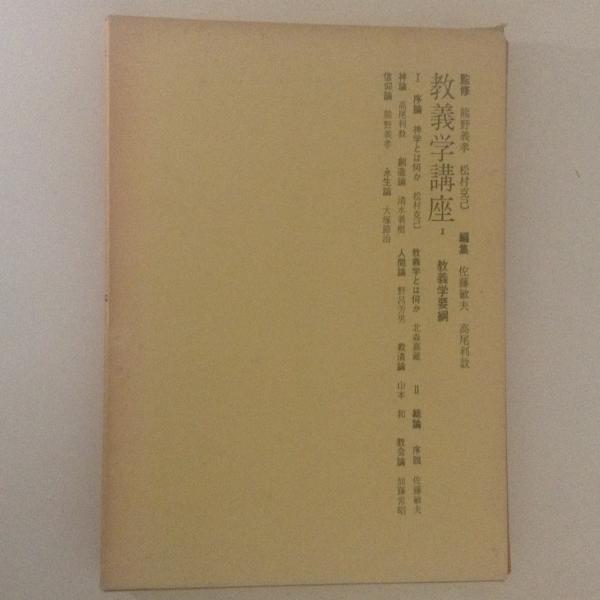 監修 熊野義孝 松村克己 編集 佐藤敏夫 高尾利数
教義学講座 I 教義学要綱
I 序論 神学とは何か 松村克己 教義学とは何か 北森嘉蔵 II 総論 序説 佐藤敏夫
神論 高尾利数 創造論 清水義樹 人間論 野呂芳男 救済論 山本 和 教会論 加藤常昭
信仰論 熊野義孝 永生論 大塚節治